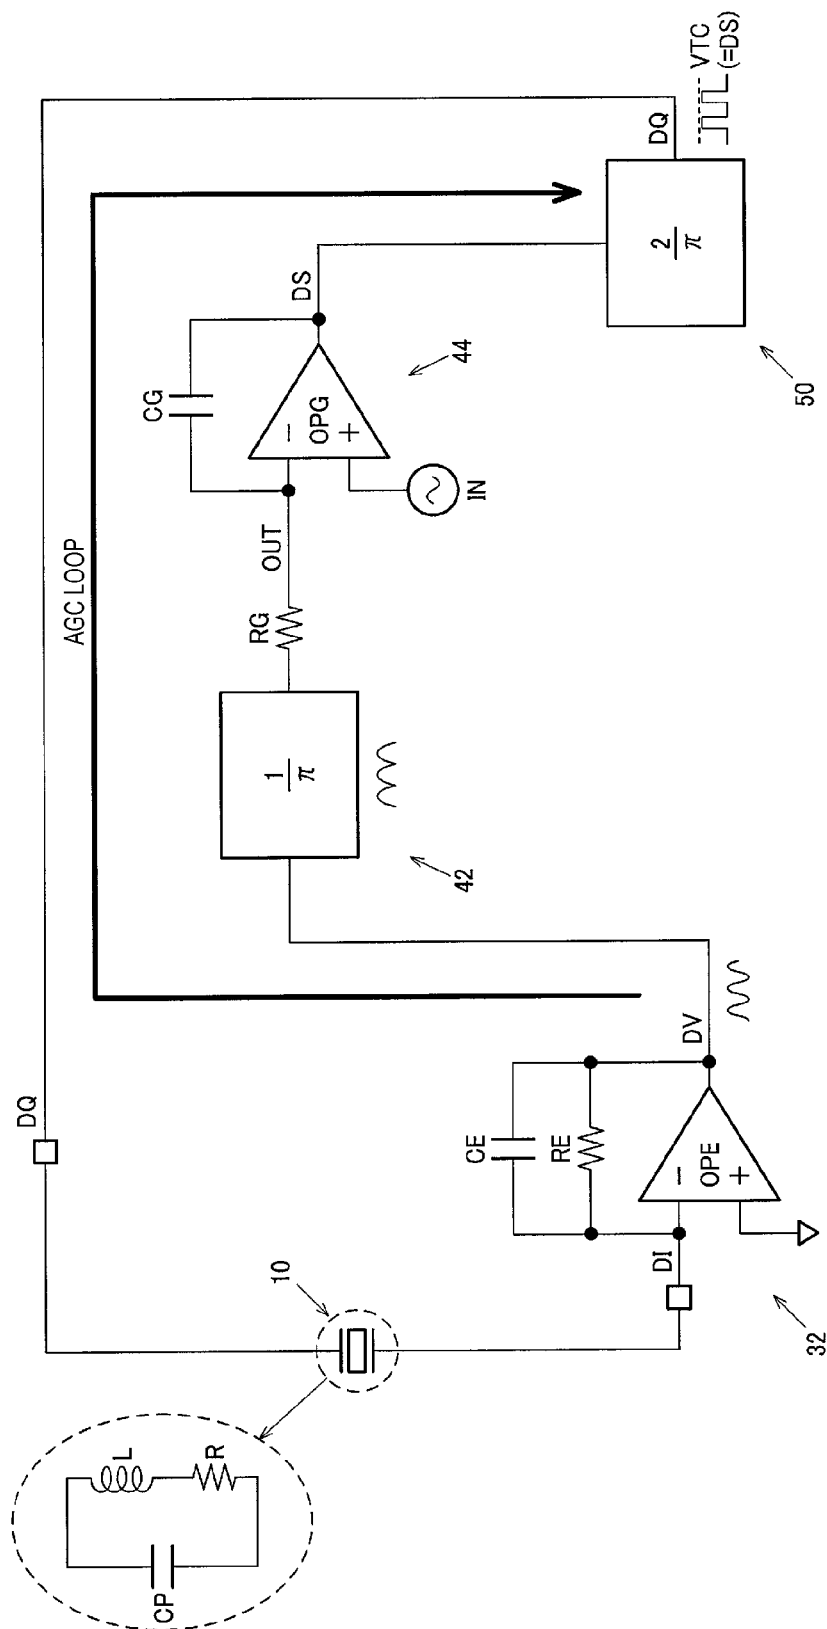 AGC LOOP
DQ
CP
L
R
10
CE
RE
DI
OPE
−
+
DV
32
1/π
42
RG
OUT
CG
OPG
−
+
IN
DS
44
2/π
50
DQ
VTC
(=DS)